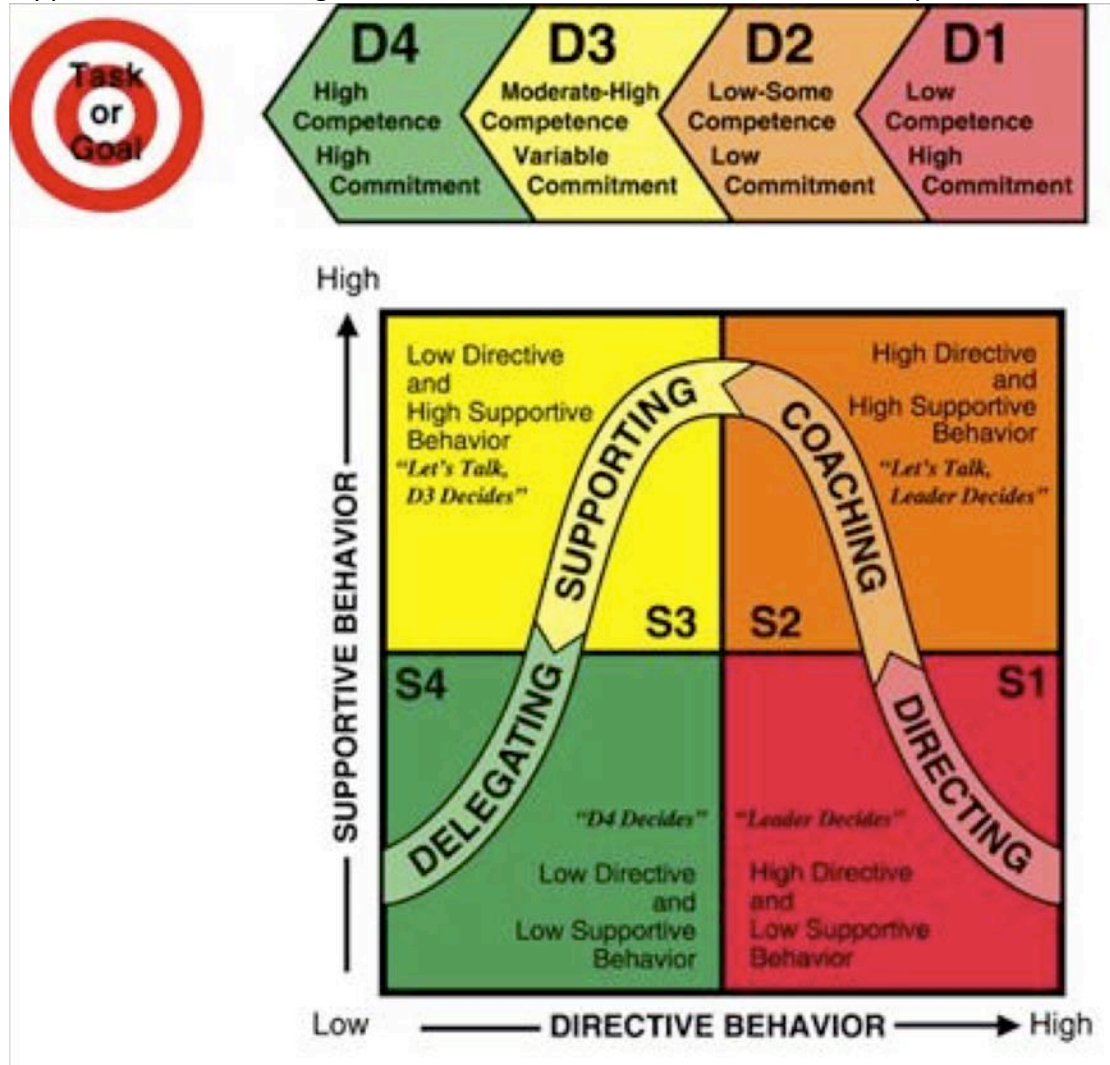 Task
or
Goal
D4
High
Competence
High
Commitment
D3
Moderate-High
Competence
Variable
Commitment
D2
Low-Some
Competence
Low
Commitment
D1
Low
Competence
High
Commitment
High
SUPPORTIVE BEHAVIOR
Low Directive
and
High Supportive
Behavior
“Let's Talk,
D3 Decides”
SUPPORTING
S3
High Directive
and
High Supportive
Behavior
“Let's Talk,
Leader Decides”
COACHING
S2
S4
DELEGATING
“D4 Decides”
Low Directive
and
Low Supportive
Behavior
S1
DIRECTING
“Leader Decides”
High Directive
and
Low Supportive
Behavior
Low
DIRECTIVE BEHAVIOR
High